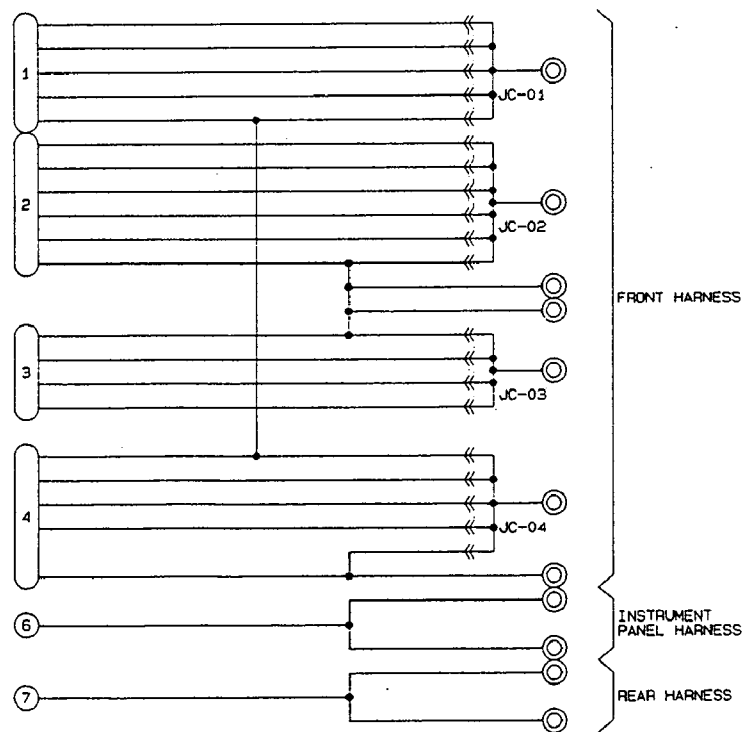 1
JC-01
2
JC-02
FRONT HARNESS
3
JC-03
4
JC-04
6
INSTRUMENT
PANEL HARNESS
7
REAR HARNESS